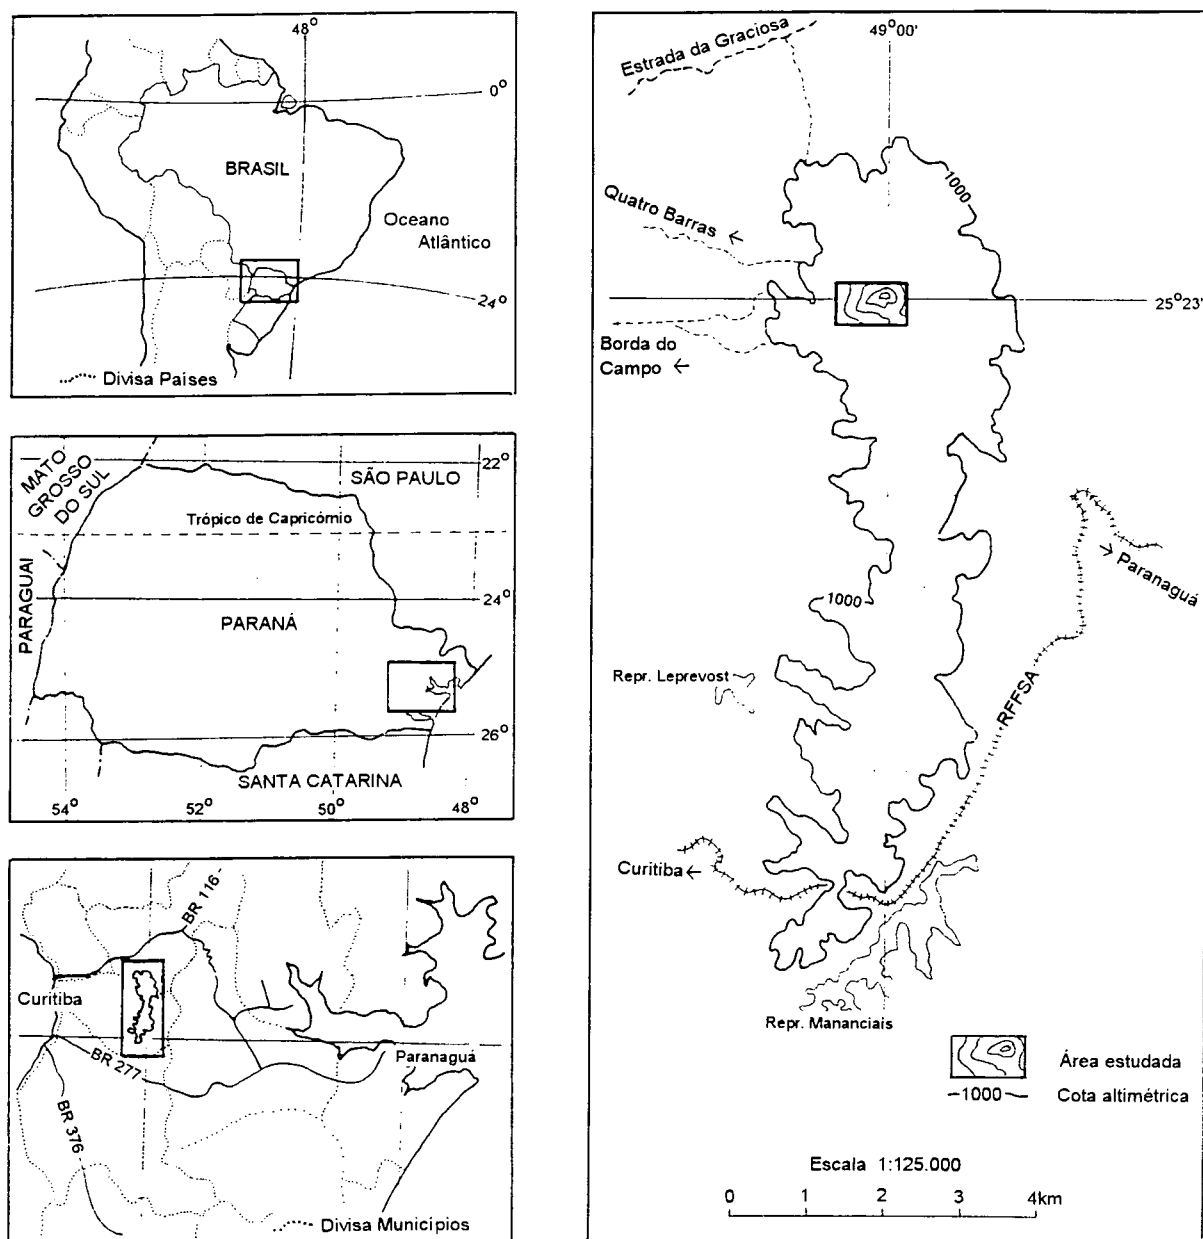 48°
0°
BRASIL
Oceano
Atlântico
24°
Divisa Países
MATO
GROSSO
DO SUL
22°
SÃO PAULO
Trópico de Capricórnio
PARAGUAI
24°
PARANÁ
26°
SANTA CATARINA
54°
52°
50°
48°
BR 116
Curitiba
BR 277
Paranaguá
BR 376
Divisa Municípios
49°00'
Estrada da Graciosa
1000
Quatro Barras
25°23'
Borda do
Campo
Paranaguá
1000
Repr. Leprevost
RFFSA
Curitiba
Repr. Mananciais
Área estudada
1000
Cota altimétrica
Escala 1:125.000
0 1 2 3 4km